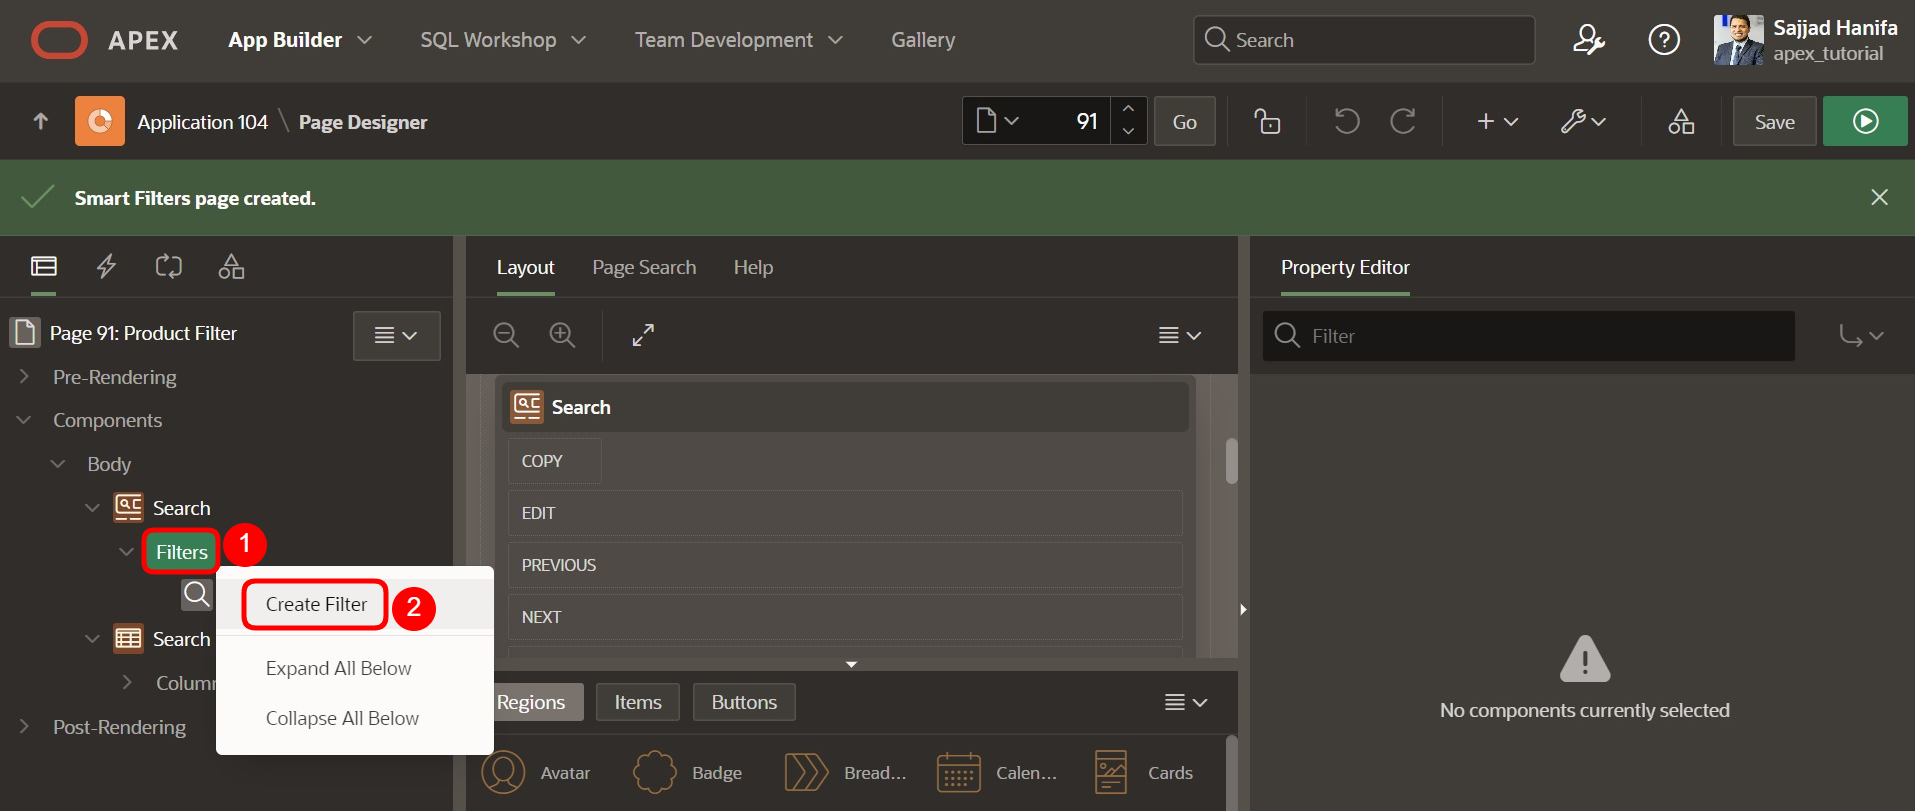 APEX App Builder SQL Workshop Team Development Gallery Search Sajjad Hanifa
apex_tutorial
Application 104 \ Page Designer 91 Go Save
Smart Filters page created.
Layout Page Search Help Property Editor
Page 91: Product Filter
Filter
Pre-Rendering
Components
Body
Search
Filters 1
Create Filter 2
Search
Expand All Below
Colum
Collapse All Below
Post-Rendering
Search
COPY
EDIT
PREVIOUS
NEXT
Regions Items Buttons
Avatar Badge Bread... Calen... Cards
No components currently selected